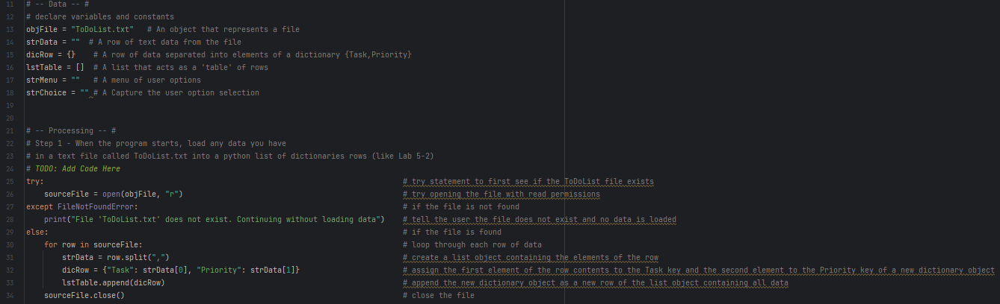 11 # -- Data -- #
12 # declare variables and constants
13 objFile = "ToDoList.txt"   # An object that represents a file
14 strData = ""  # A row of text data from the file
15 dicRow = {}    # A row of data separated into elements of a dictionary {Task,Priority}
16 lstTable = []  # A list that acts as a 'table' of rows
17 strMenu = ""   # A menu of user options
18 strChoice = "" # A Capture the user option selection
19
20
21 # -- Processing -- #
22 # Step 1 - When the program starts, load any data you have
23 # in a text file called ToDoList.txt into a python list of dictionaries rows (like Lab 5-2)
24 # TODO: Add Code Here
25 try:                                                                                # try statement to first see if the ToDoList file exists
26     sourceFile = open(objFile, "r")                                                 # try opening the file with read permissions
27 except FileNotFoundError:                                                           # if the file is not found
28     print("File 'ToDoList.txt' does not exist. Continuing without loading data")    # tell the user the file does not exist and no data is loaded
29 else:                                                                               # if the file is found
30     for row in sourceFile:                                                          # loop through each row of data
31         strData = row.split(",")                                                    # create a list object containing the elements of the row
32         dicRow = {"Task": strData[0], "Priority": strData[1]}                       # assign the first element of the row contents to the Task key and the second element to the Priority key of a new dictionary object
33         lstTable.append(dicRow)                                                     # append the new dictionary object as a new row of the list object containing all data
34     sourceFile.close()                                                              # close the file